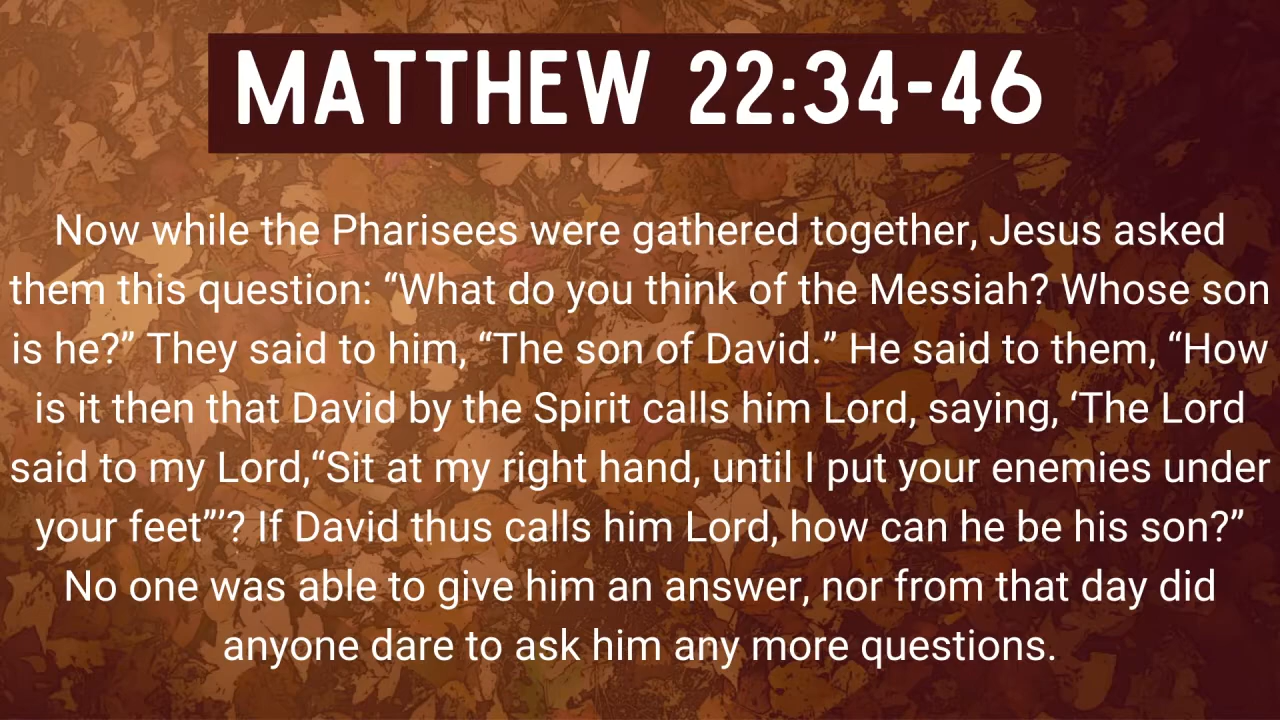 MATTHEW 22:34-46
Now while the Pharisees were gathered together, Jesus asked
them this question: “What do you think of the Messiah? Whose son
is he?” They said to him, “The son of David.” He said to them, “How
is it then that David by the Spirit calls him Lord, saying, ‘The Lord
said to my Lord,“Sit at my right hand, until I put your enemies under
your feet”’? If David thus calls him Lord, how can he be his son?”
No one was able to give him an answer, nor from that day did
anyone dare to ask him any more questions.